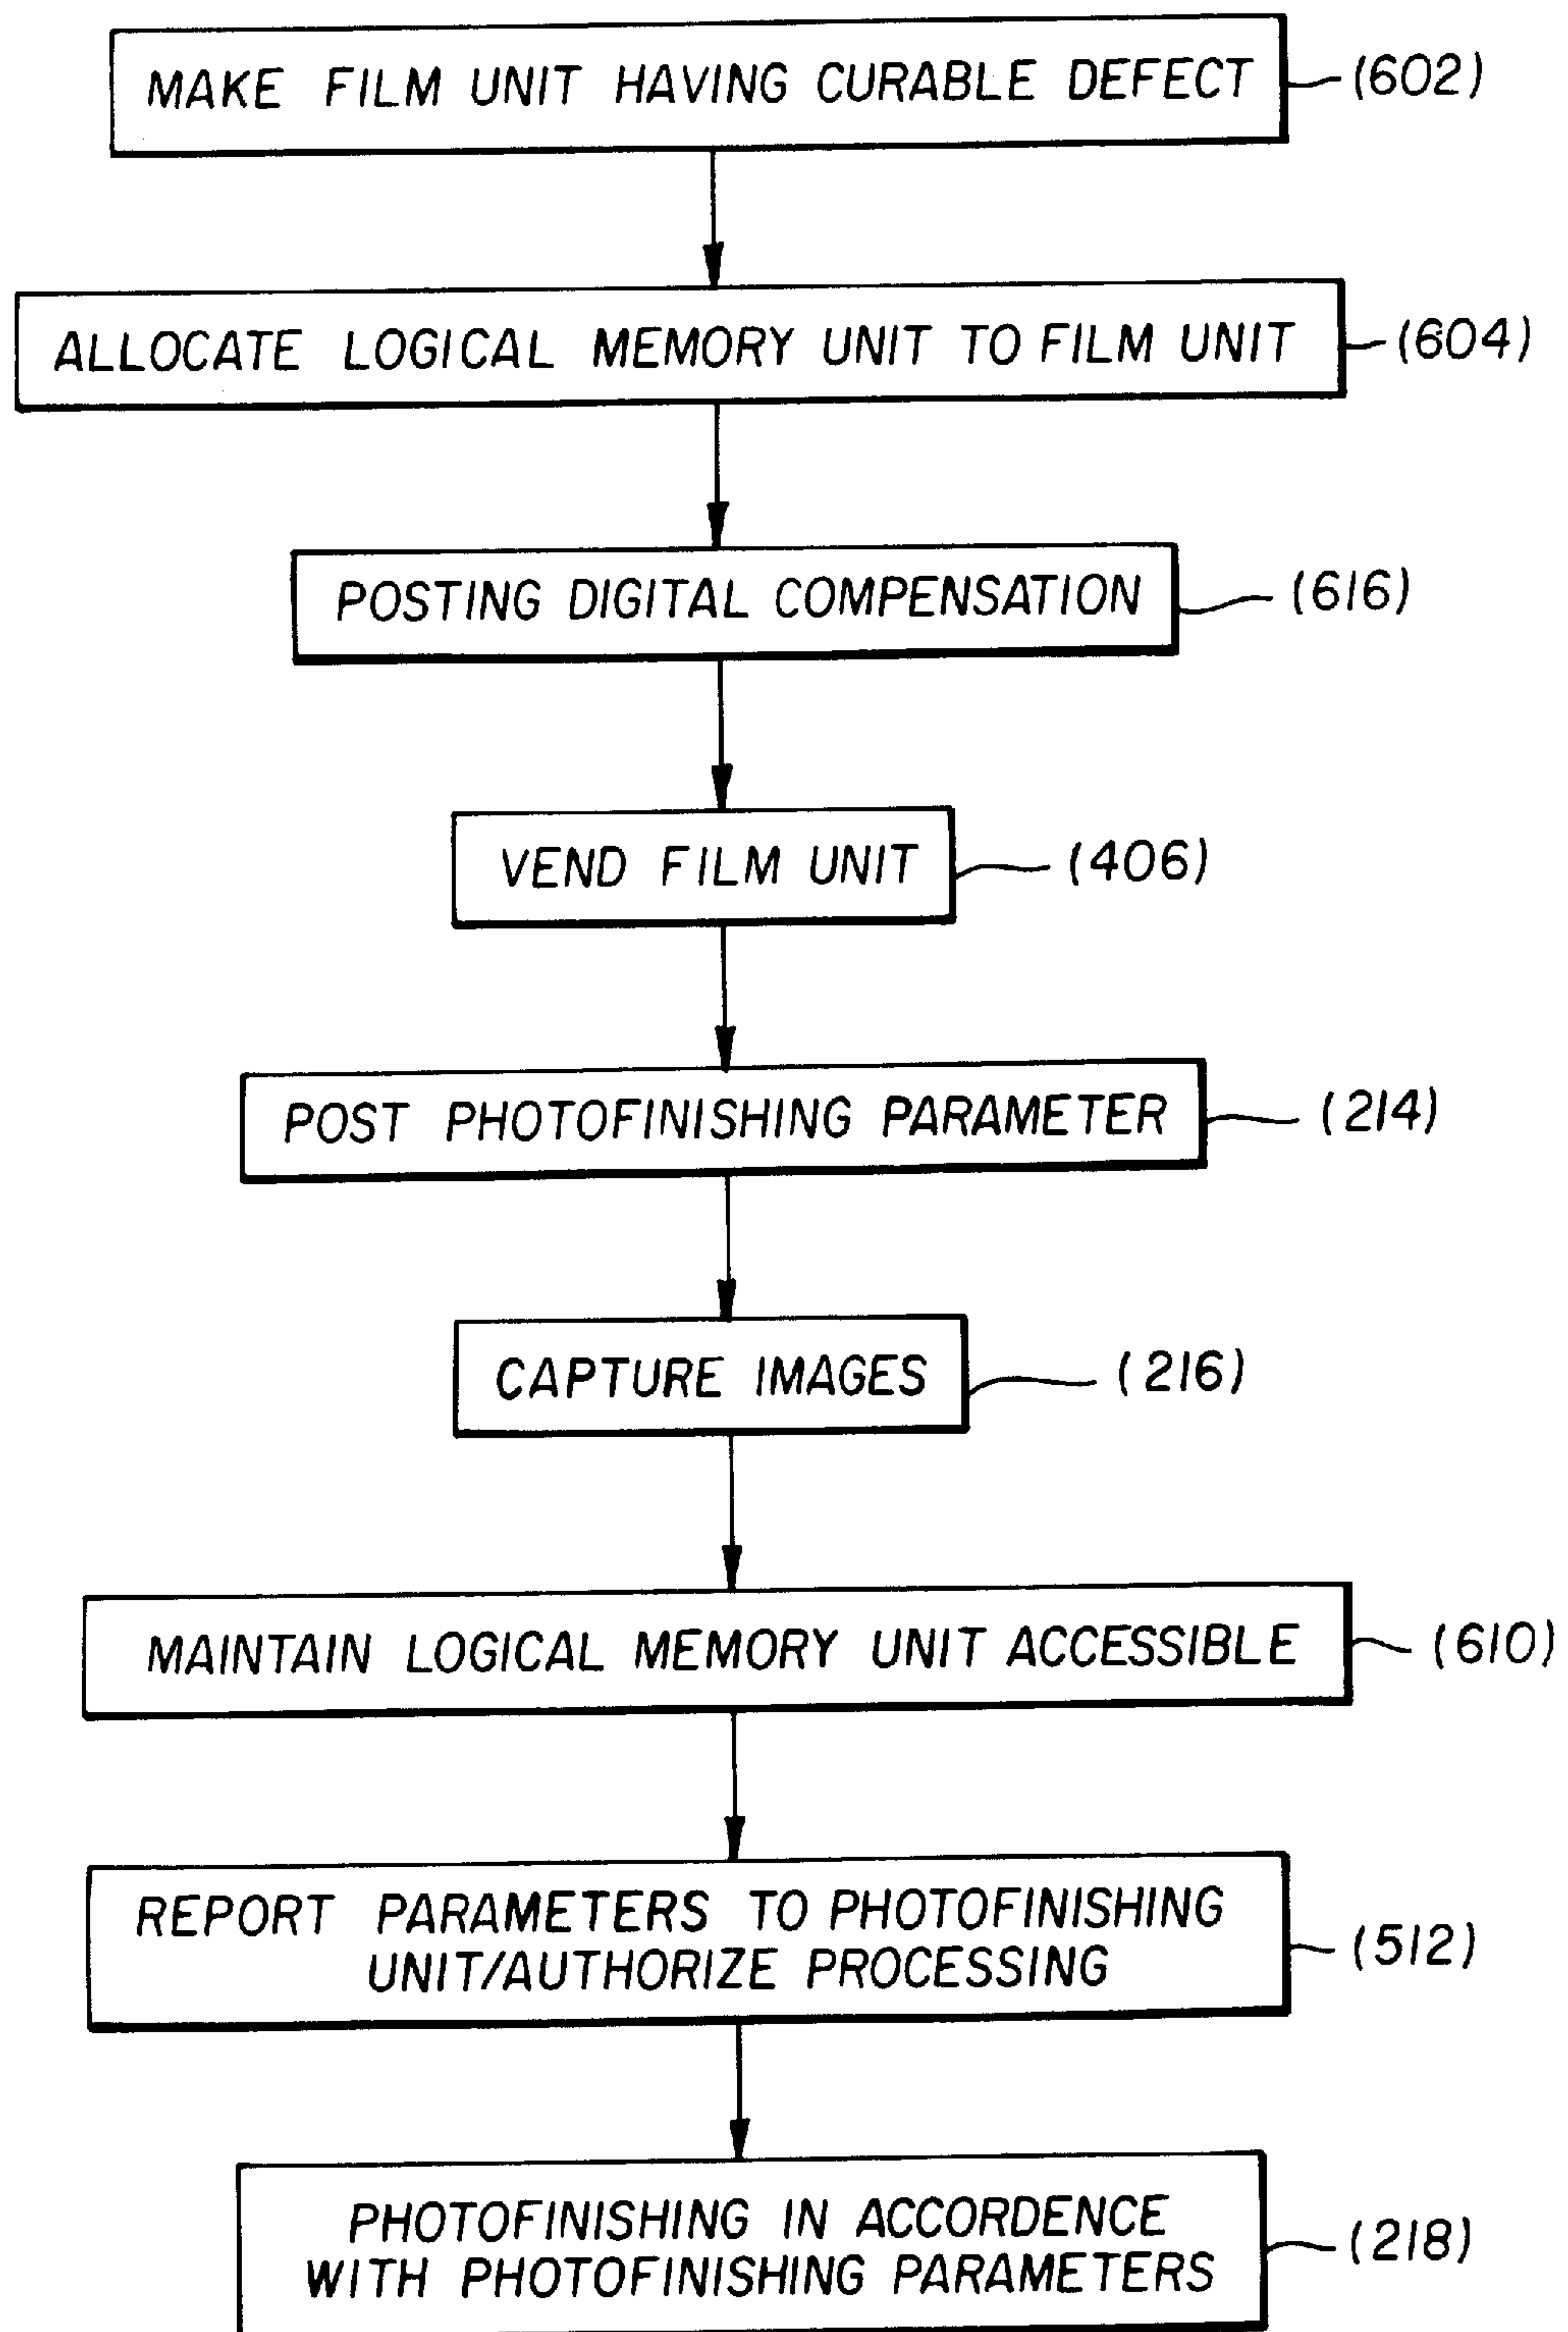 MAKE FILM UNIT HAVING CURABLE DEFECT (602)
ALLOCATE LOGICAL MEMORY UNIT TO FILM UNIT (604)
POSTING DIGITAL COMPENSATION (616)
VEND FILM UNIT (406)
POST PHOTOFINISHING PARAMETER (214)
CAPTURE IMAGES (216)
MAINTAIN LOGICAL MEMORY UNIT ACCESSIBLE (610)
REPORT PARAMETERS TO PHOTOFINISHING
UNIT/AUTHORIZE PROCESSING (512)
PHOTOFINISHING IN ACCORDENCE
WITH PHOTOFINISHING PARAMETERS (218)